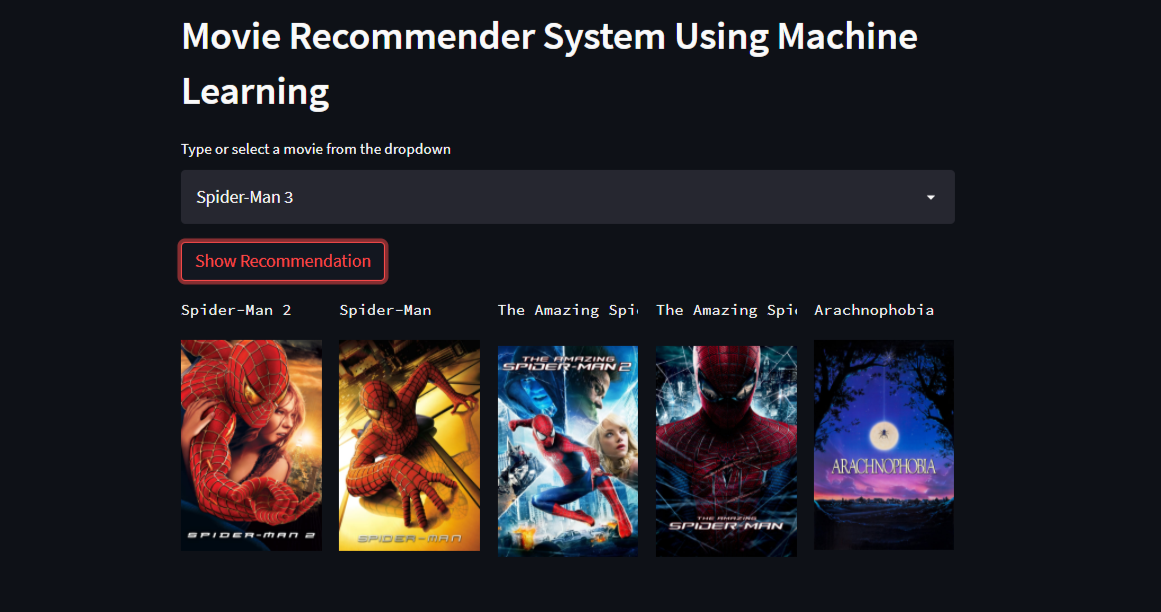 Movie Recommender System Using Machine
Learning
Type or select a movie from the dropdown
Spider-Man 3
Show Recommendation
Spider-Man 2
Spider-Man
The Amazing Spi
The Amazing Spi
Arachnophobia
SPIDER-MAN 2
SPIDER-MAN
THE AMAZING
SPIDER-MAN 2
THE AMAZING
SPIDER-MAN
ARACHNOPHOBIA